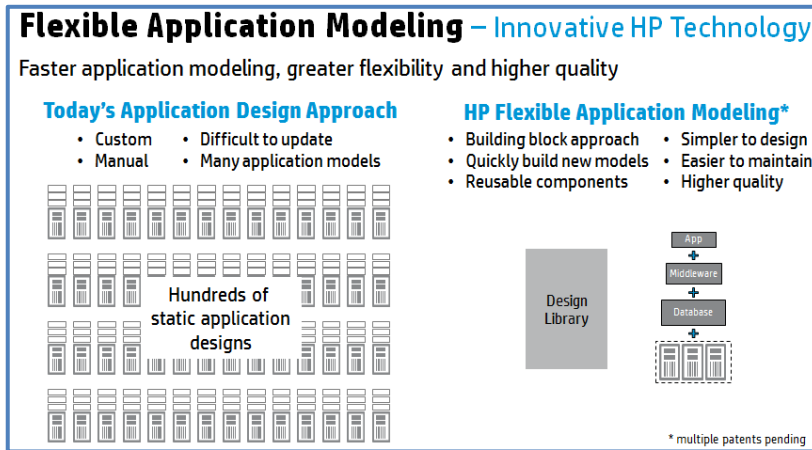 Flexible Application Modeling – Innovative HP Technology
Faster application modeling, greater flexibility and higher quality
Today's Application Design Approach
• Custom
• Manual
• Difficult to update
• Many application models
Hundreds of
static application
designs
HP Flexible Application Modeling*
• Building block approach
• Quickly build new models
• Reusable components
• Simpler to design
• Easier to maintain
• Higher quality
Design
Library
App
+
Middleware
+
Database
+
* multiple patents pending